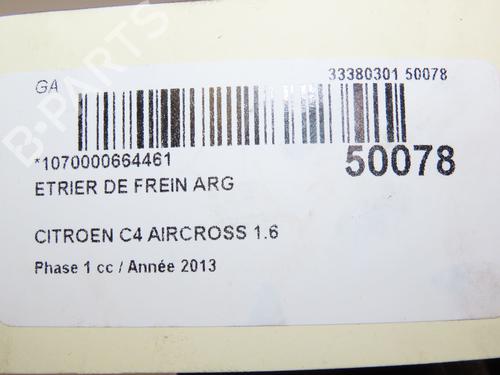 B-PARTS
GA
33380301 50078
*1070000664461
50078
ETRIER DE FREIN ARG
CITROEN C4 AIRCROSS 1.6
Phase 1 cc / Année 2013